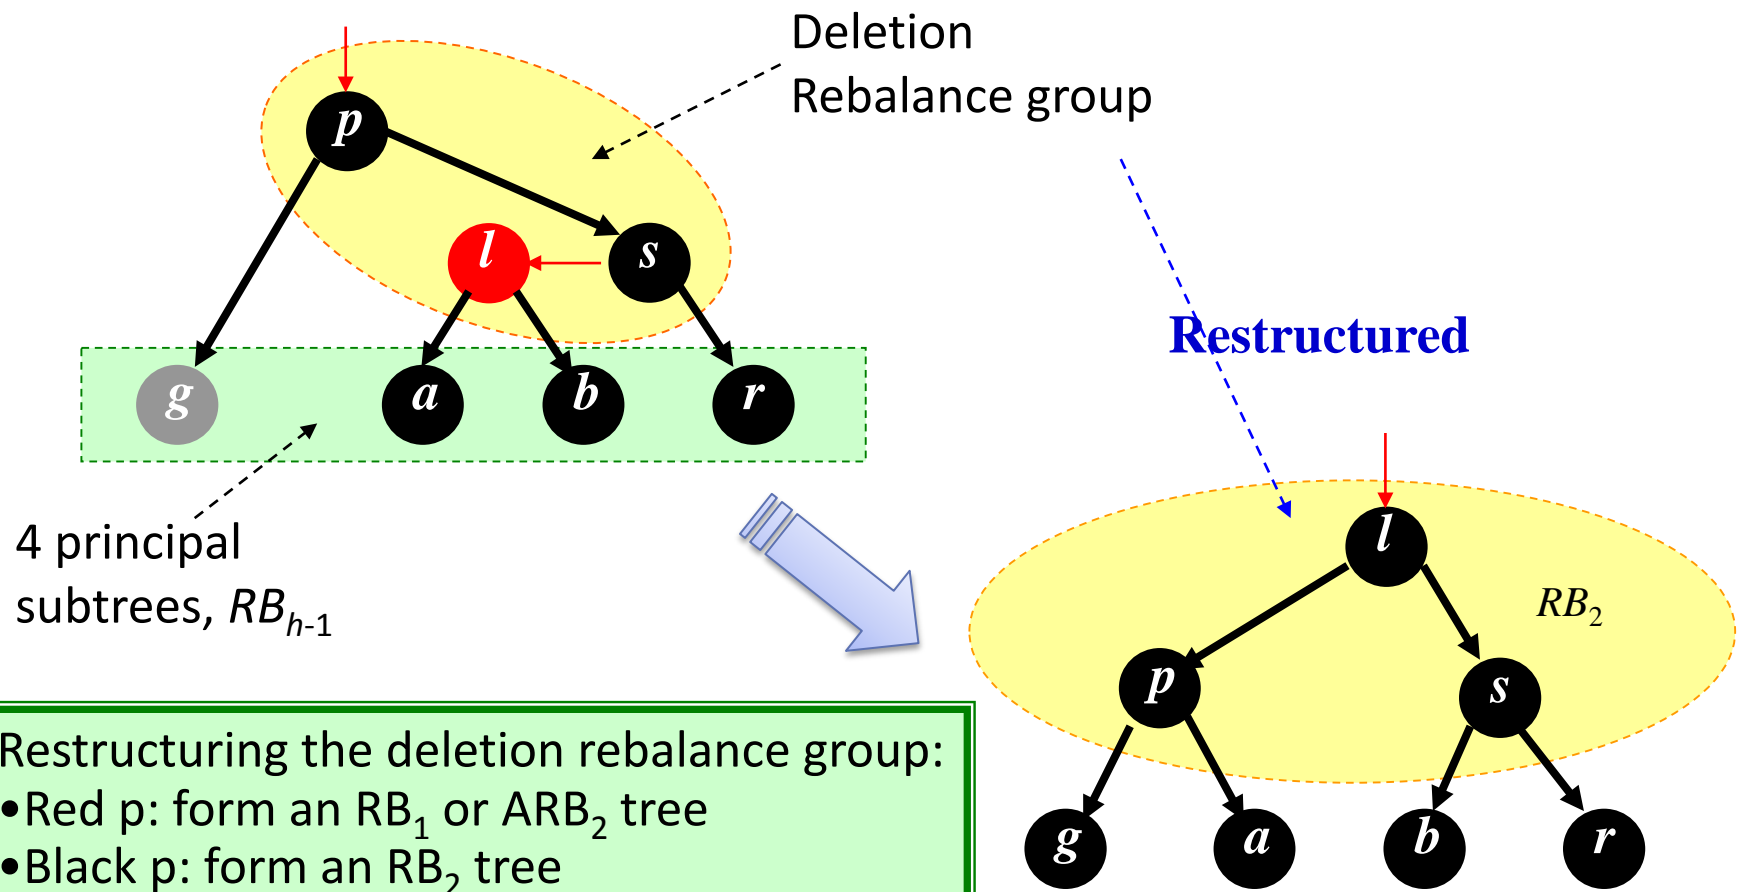 Deletion
Rebalance group
p
l
s
g
a
b
r
4 principal
subtrees, RBₕ₋₁
Restructured
l
RB₂
p
s
g
a
b
r
Restructuring the deletion rebalance group:
•Red p: form an RB₁ or ARB₂ tree
•Black p: form an RB₂ tree